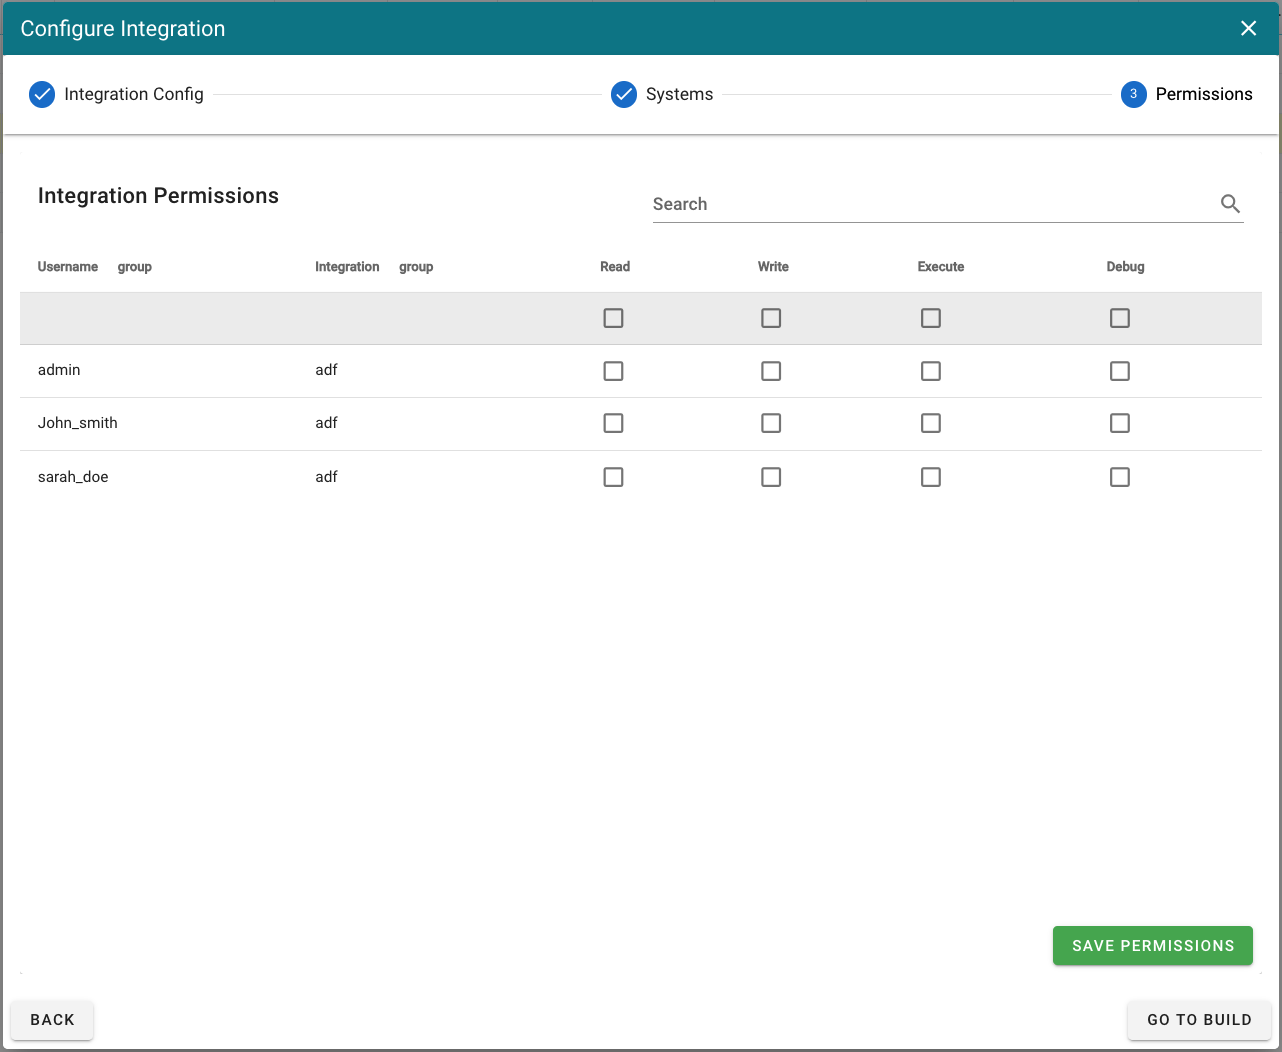 Configure Integration
Integration Config
Systems
3 Permissions
Integration Permissions
Search
Username group Integration group Read Write Execute Debug
admin adf
John_smith adf
sarah_doe adf
SAVE PERMISSIONS
BACK
GO TO BUILD